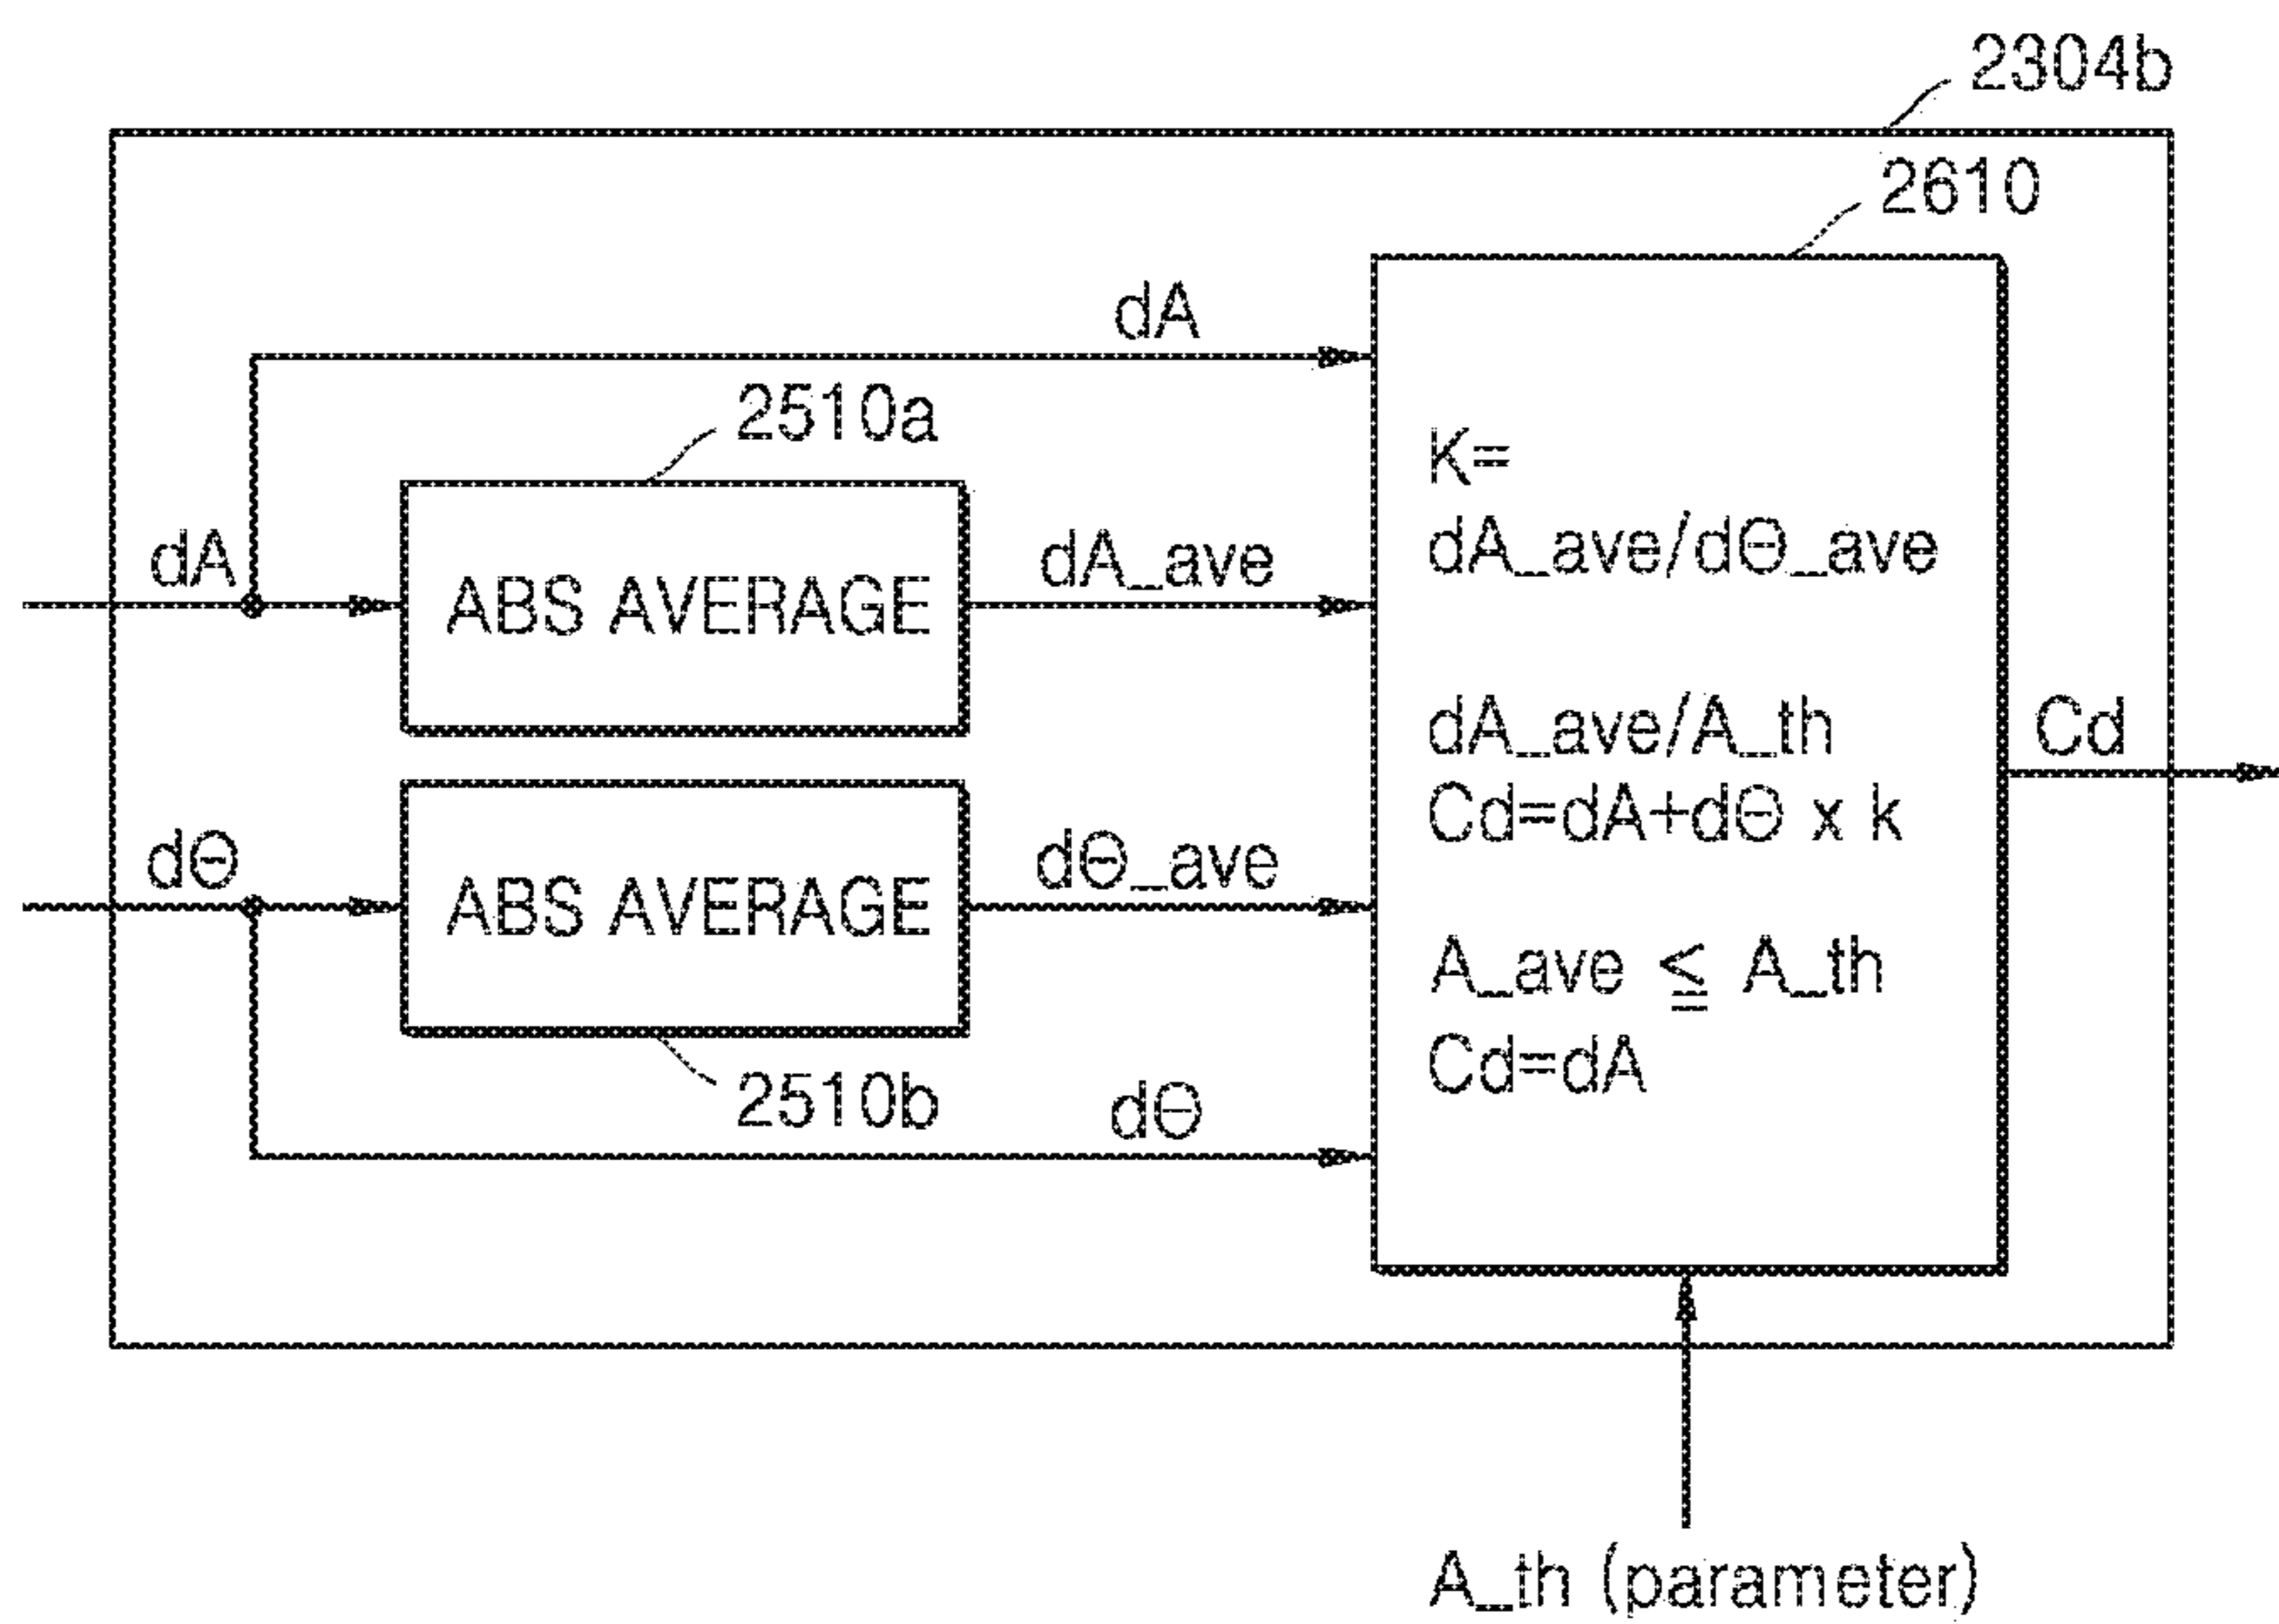 2304b
2610
dA
2510a
K=
dA_ave/dΘ_ave
dA
ABS AVERAGE
dA_ave
dA_ave/A_th
Cd=dA+dΘ x k
Cd
dΘ
ABS AVERAGE
dΘ_ave
A_ave ≦ A_th
Cd=dA
2510b
dΘ
A_th (parameter)